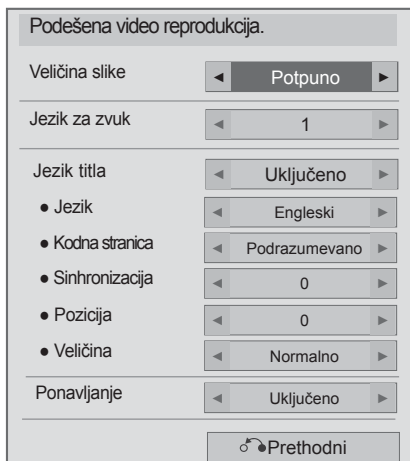 Podešena video reprodukcija.
Veličina slike ◄ Potpuno ►
Jezik za zvuk ◄ 1 ►
Jezik titla ◄ Uključeno ►
● Jezik ◄ Engleski ►
● Kodna stranica ◄ Podrazumevano ►
● Sinhronizacija ◄ 0 ►
● Pozicija ◄ 0 ►
● Veličina ◄ Normalno ►
Ponavljanje ◄ Uključeno ►
Prethodni